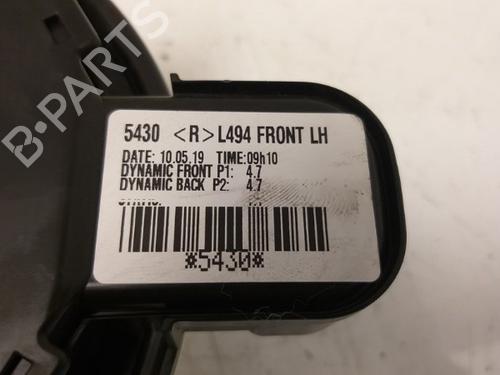 B-PARTS
5430 <R> L494 FRONT LH
DATE: 10.05.19 TIME:09h10
DYNAMIC FRONT P1: 4.7
DYNAMIC BACK P2: 4.7
*5430*